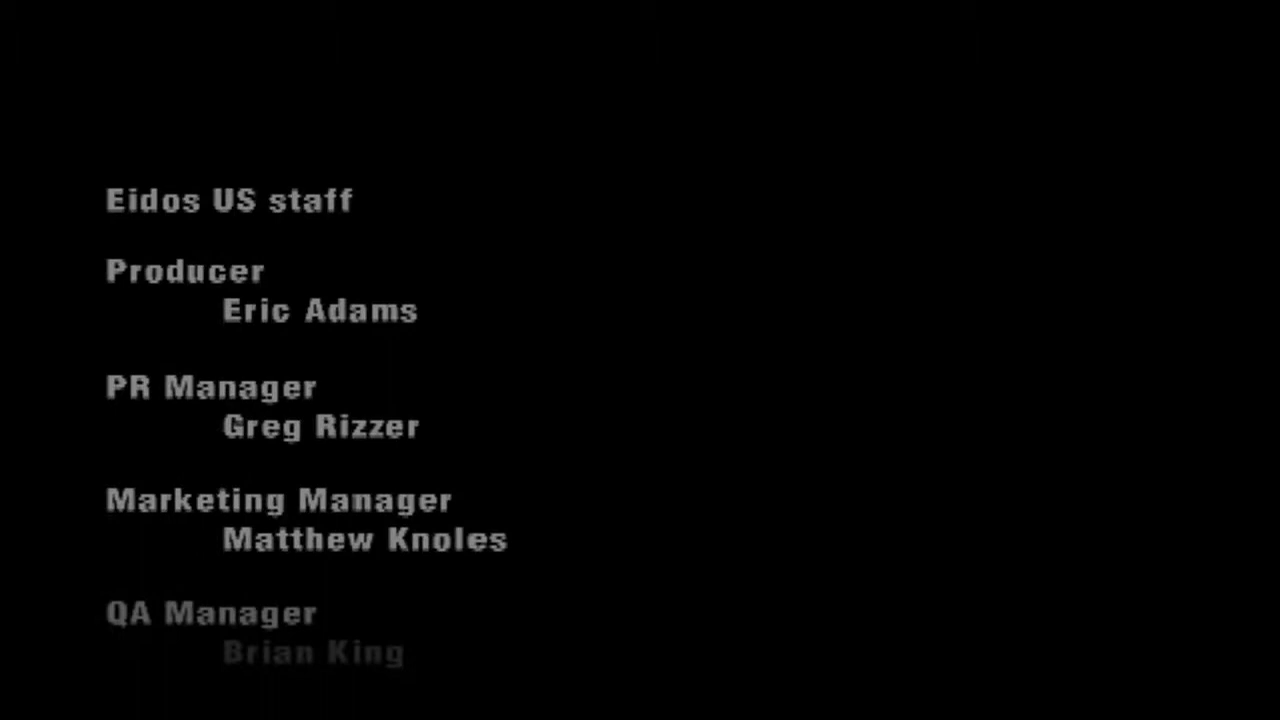 Eidos US staff
Producer
Eric Adams
PR Manager
Greg Rizzer
Marketing Manager
Matthew Knoles
QA Manager
Brian King